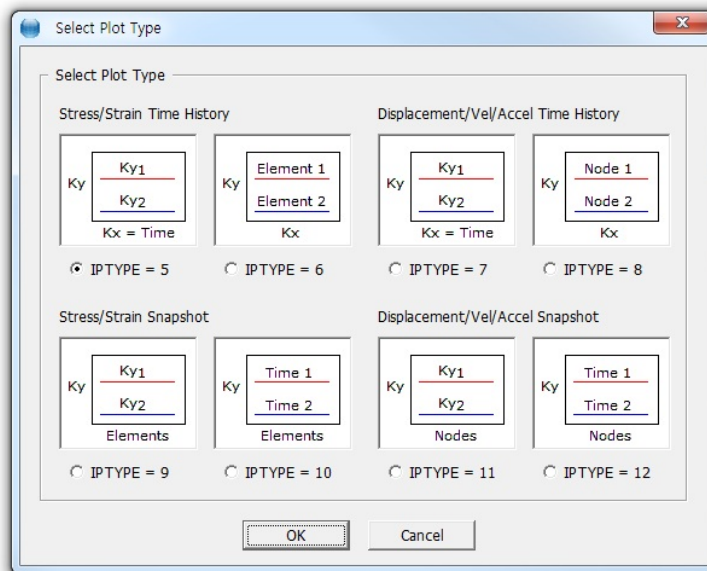 Select Plot Type
Select Plot Type
Stress/Strain Time History
Displacement/Vel/Accel Time History
Ky
Ky1
Ky2
Kx = Time
Ky
Element 1
Element 2
Kx
Ky
Ky1
Ky2
Kx = Time
Ky
Node 1
Node 2
Kx
IPTYPE = 5
IPTYPE = 6
IPTYPE = 7
IPTYPE = 8
Stress/Strain Snapshot
Displacement/Vel/Accel Snapshot
Ky
Ky1
Ky2
Elements
Ky
Time 1
Time 2
Elements
Ky
Ky1
Ky2
Nodes
Ky
Time 1
Time 2
Nodes
IPTYPE = 9
IPTYPE = 10
IPTYPE = 11
IPTYPE = 12
OK
Cancel